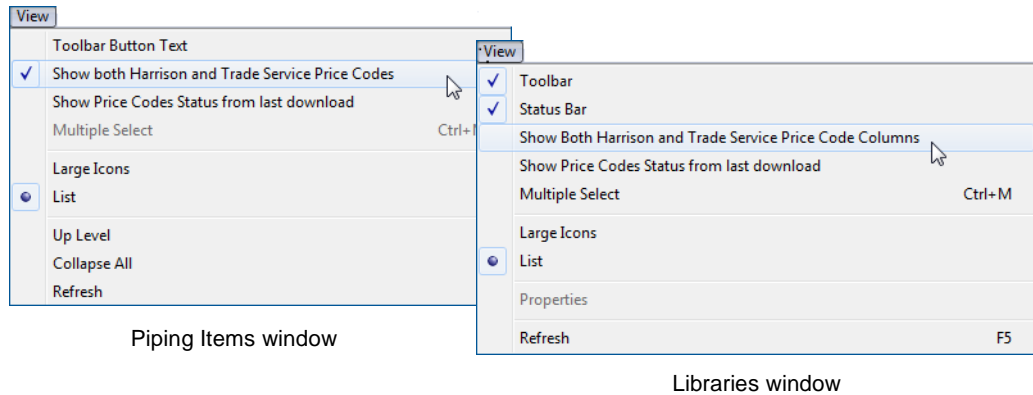 View
Toolbar Button Text
Show both Harrison and Trade Service Price Codes
Show Price Codes Status from last download
Multiple Select Ctrl+M
Large Icons
List
Up Level
Collapse All
Refresh
Piping Items window
View
Toolbar
Status Bar
Show Both Harrison and Trade Service Price Code Columns
Show Price Codes Status from last download
Multiple Select Ctrl+M
Large Icons
List
Properties
Refresh F5
Libraries window